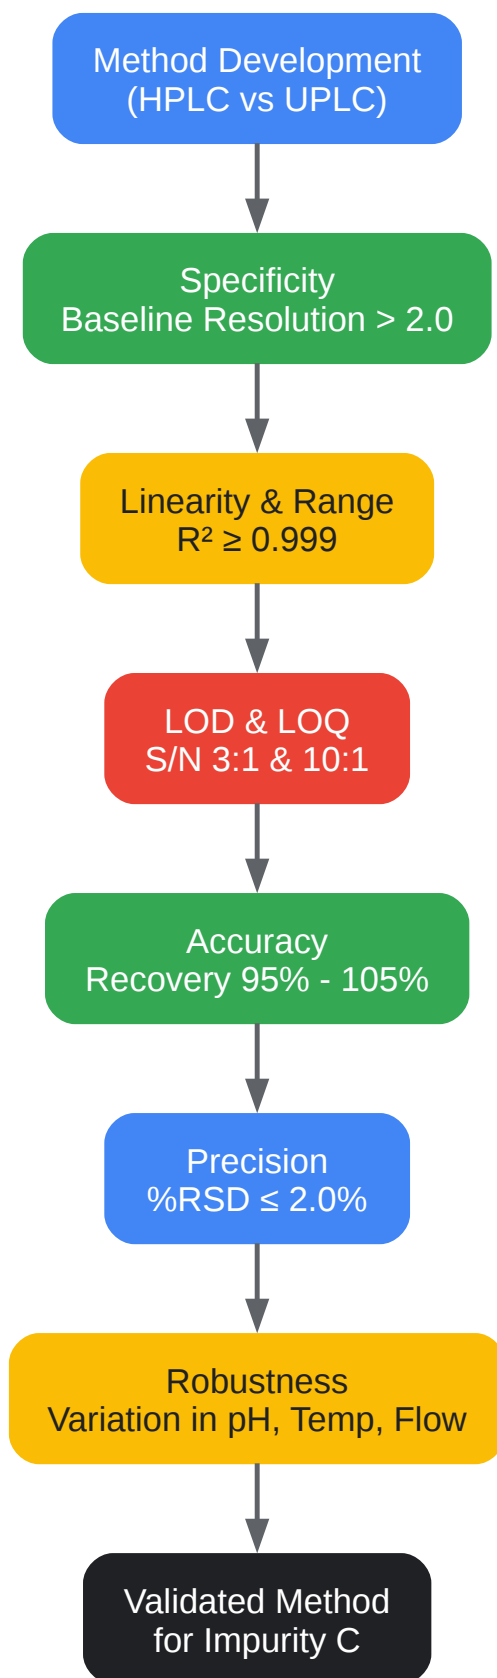 Method Development
(HPLC vs UPLC)
Specificity
Baseline Resolution > 2.0
Linearity & Range
R² ≥ 0.999
LOD & LOQ
S/N 3:1 & 10:1
Accuracy
Recovery 95% - 105%
Precision
%RSD ≤ 2.0%
Robustness
Variation in pH, Temp, Flow
Validated Method
for Impurity C